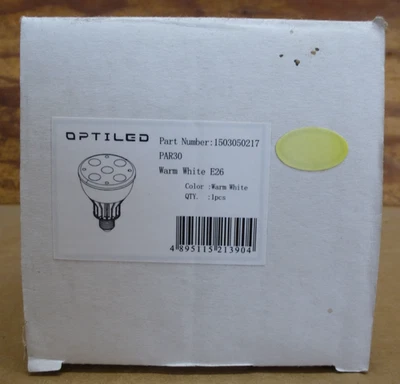 OPTILED
Part Number:1503050217
PAR30
Warm White E26
Color :Warm White
QTY. :1pcs
4 895115 213904